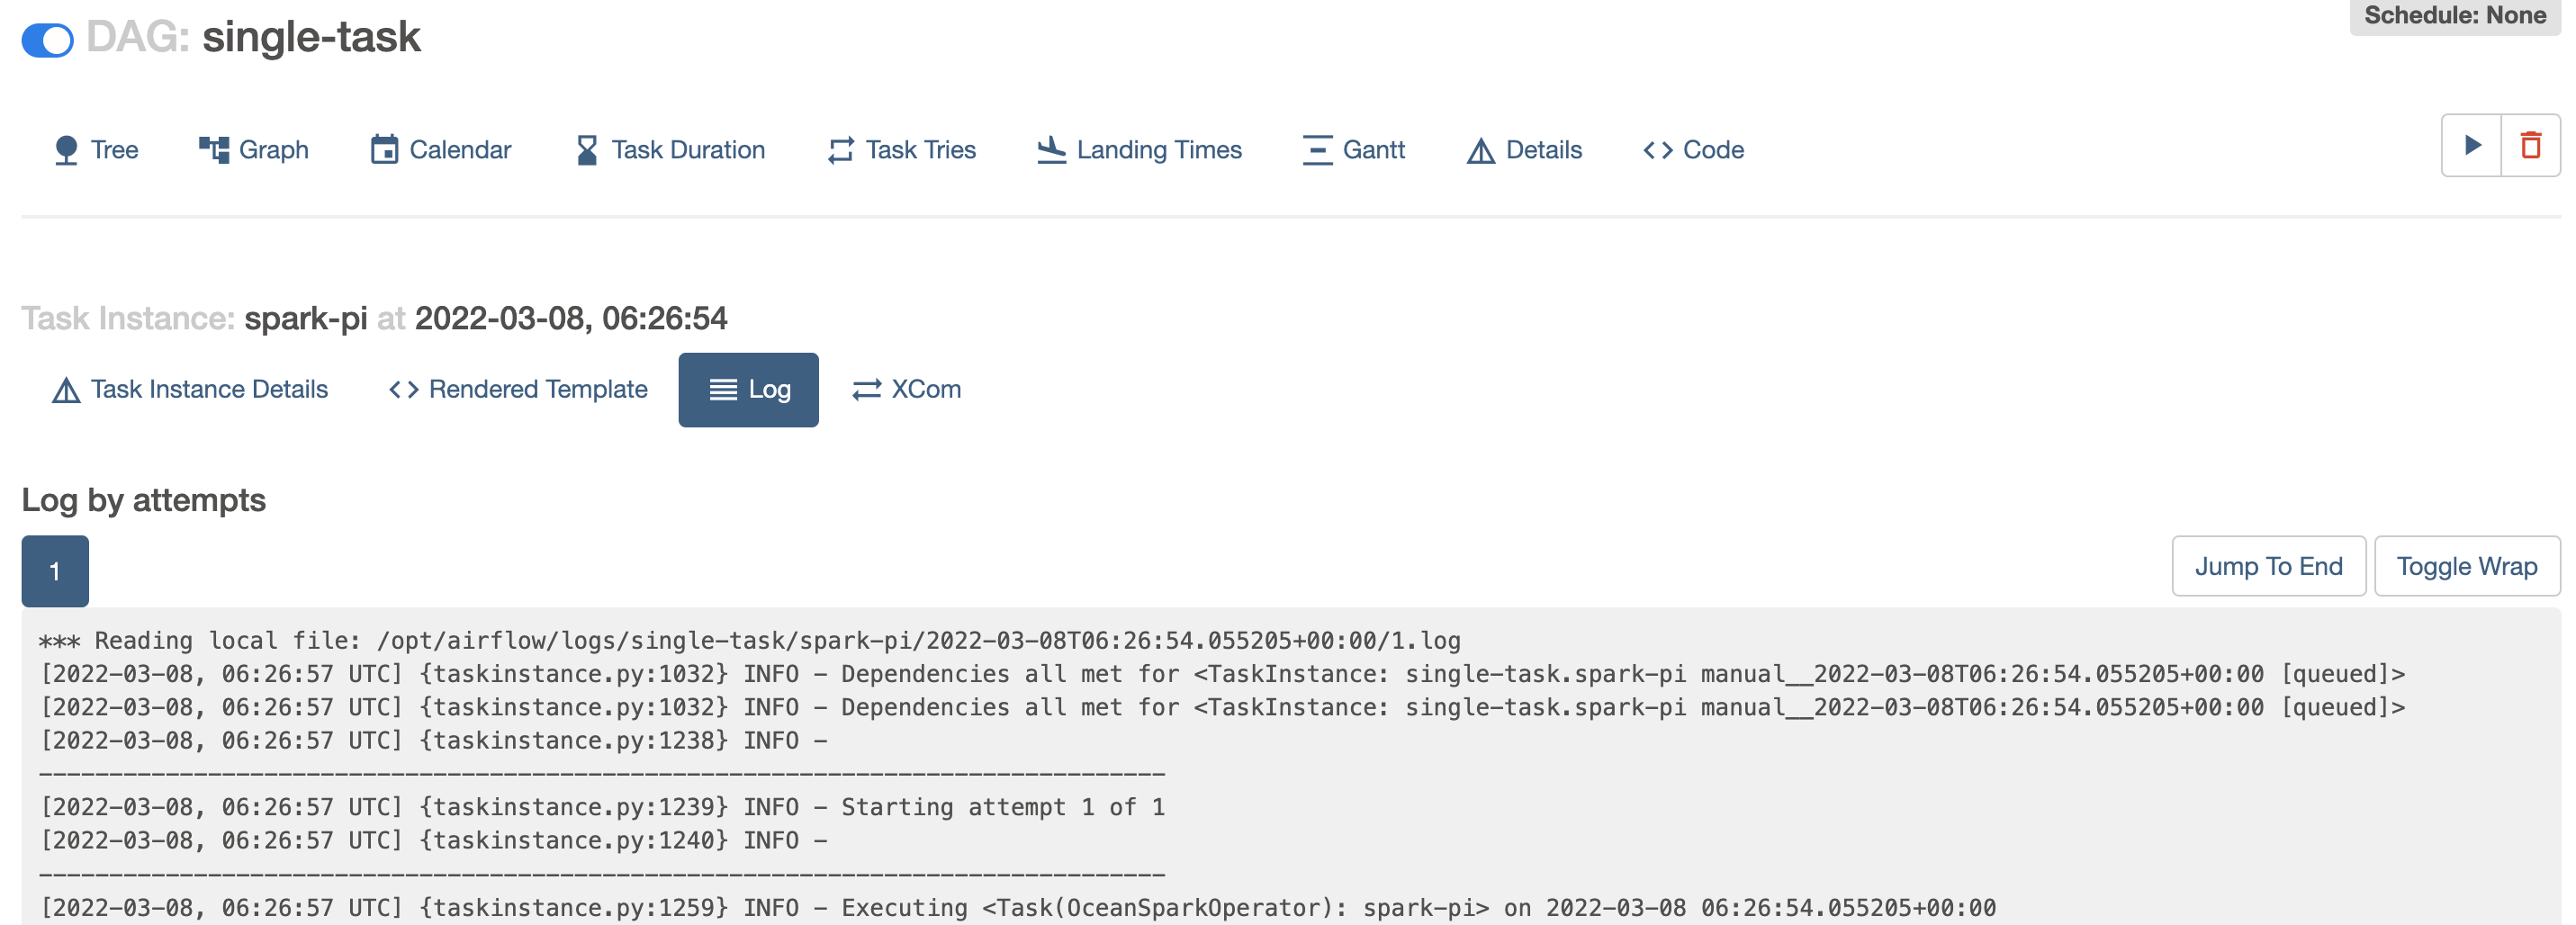 DAG: single-task
Schedule: None
Tree Graph Calendar Task Duration Task Tries Landing Times Gantt Details Code
Task Instance: spark-pi at 2022-03-08, 06:26:54
Task Instance Details Rendered Template Log XCom
Log by attempts
1
Jump To End Toggle Wrap
*** Reading local file: /opt/airflow/logs/single-task/spark-pi/2022-03-08T06:26:54.055205+00:00/1.log
[2022-03-08, 06:26:57 UTC] {taskinstance.py:1032} INFO - Dependencies all met for <TaskInstance: single-task.spark-pi manual__2022-03-08T06:26:54.055205+00:00 [queued]>
[2022-03-08, 06:26:57 UTC] {taskinstance.py:1032} INFO - Dependencies all met for <TaskInstance: single-task.spark-pi manual__2022-03-08T06:26:54.055205+00:00 [queued]>
[2022-03-08, 06:26:57 UTC] {taskinstance.py:1238} INFO -
--------------------------------------------------------------------------------
[2022-03-08, 06:26:57 UTC] {taskinstance.py:1239} INFO - Starting attempt 1 of 1
[2022-03-08, 06:26:57 UTC] {taskinstance.py:1240} INFO -
--------------------------------------------------------------------------------
[2022-03-08, 06:26:57 UTC] {taskinstance.py:1259} INFO - Executing <Task(OceanSparkOperator): spark-pi> on 2022-03-08 06:26:54.055205+00:00